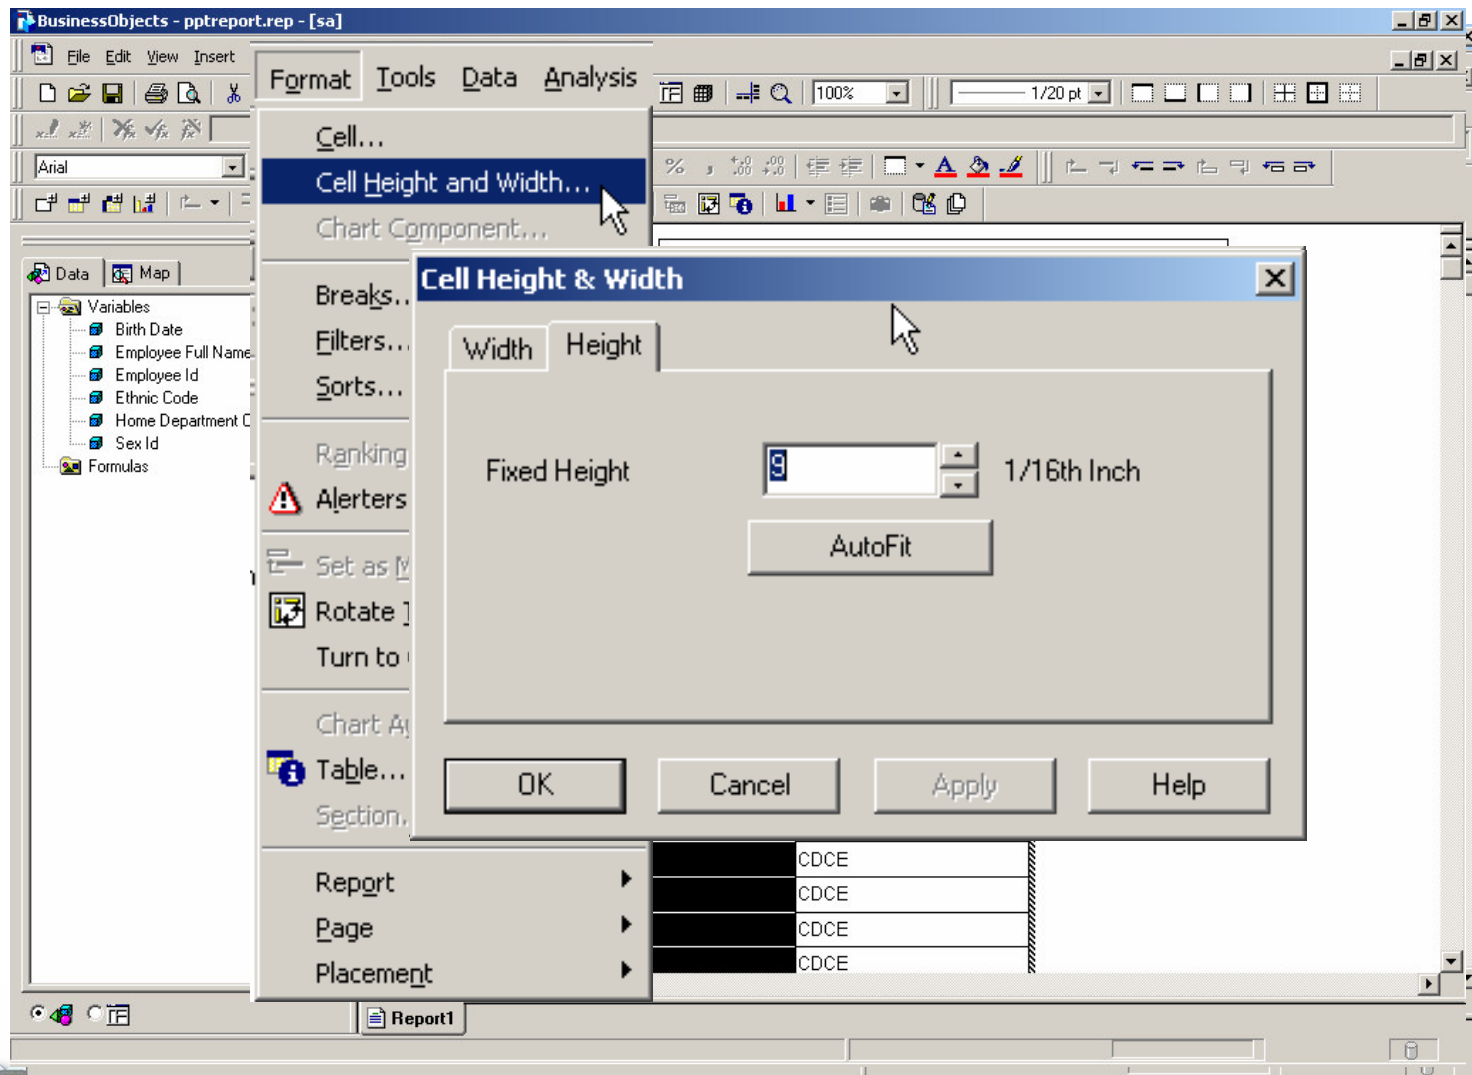 BusinessObjects - pptreport.rep - [sa]
File Edit View Insert Format Tools Data Analysis
100% 1/20 pt
Arial %
Data Map
Variables
Birth Date
Employee Full Name
Employee Id
Ethnic Code
Home Department C
Sex Id
Formulas
Cell...
Cell Height and Width...
Chart Component...
Breaks..
Filters...
Sorts...
Ranking
Alerters
Set as M
Rotate T
Turn to
Chart A
Table...
Section.
Report
Page
Placement
Cell Height & Width
Width Height
Fixed Height 9 1/16th Inch
AutoFit
OK Cancel Apply Help
CDCE
CDCE
CDCE
CDCE
Report1